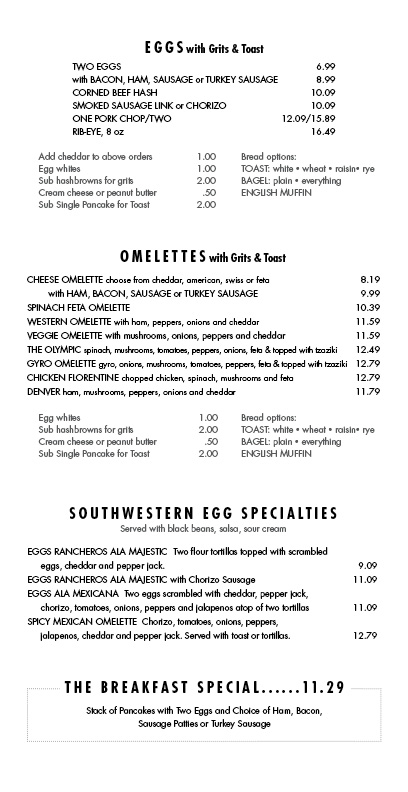 EGGS with Grits & Toast
TWO EGGS 6.99
with BACON, HAM, SAUSAGE or TURKEY SAUSAGE 8.99
CORNED BEEF HASH 10.09
SMOKED SAUSAGE LINK or CHORIZO 10.09
ONE PORK CHOP/TWO 12.09/15.89
RIB-EYE, 8 oz 16.49
Add cheddar to above orders 1.00 Bread options:
Egg whites 1.00 TOAST: white • wheat • raisin• rye
Sub hashbrowns for grits 2.00 BAGEL: plain • everything
Cream cheese or peanut butter .50 ENGLISH MUFFIN
Sub Single Pancake for Toast 2.00
OMELETTES with Grits & Toast
CHEESE OMELETTE choose from cheddar, american, swiss or feta 8.19
with HAM, BACON, SAUSAGE or TURKEY SAUSAGE 9.99
SPINACH FETA OMELETTE 10.39
WESTERN OMELETTE with ham, peppers, onions and cheddar 11.59
VEGGIE OMELETTE with mushrooms, onions, peppers and cheddar 11.59
THE OLYMPIC spinach, mushrooms, tomatoes, peppers, onions, feta & topped with tzaziki 12.49
GYRO OMELETTE gyro, onions, mushrooms, tomatoes, peppers, feta & topped with tzaziki 12.79
CHICKEN FLORENTINE chopped chicken, spinach, mushrooms and feta 12.79
DENVER ham, mushrooms, peppers, onions and cheddar 11.79
Egg whites 1.00 Bread options:
Sub hashbrowns for grits 2.00 TOAST: white • wheat • raisin• rye
Cream cheese or peanut butter .50 BAGEL: plain • everything
Sub Single Pancake for Toast 2.00 ENGLISH MUFFIN
SOUTHWESTERN EGG SPECIALTIES
Served with black beans, salsa, sour cream
EGGS RANCHEROS ALA MAJESTIC Two flour tortillas topped with scrambled
eggs, cheddar and pepper jack. 9.09
EGGS RANCHEROS ALA MAJESTIC with Chorizo Sausage 11.09
EGGS ALA MEXICANA Two eggs scrambled with cheddar, pepper jack,
chorizo, tomatoes, onions, peppers and jalapenos atop of two tortillas 11.09
SPICY MEXICAN OMELETTE Chorizo, tomatoes, onions, peppers,
jalapenos, cheddar and pepper jack. Served with toast or tortillas. 12.79
THE BREAKFAST SPECIAL......11.29
Stack of Pancakes with Two Eggs and Choice of Ham, Bacon,
Sausage Patties or Turkey Sausage